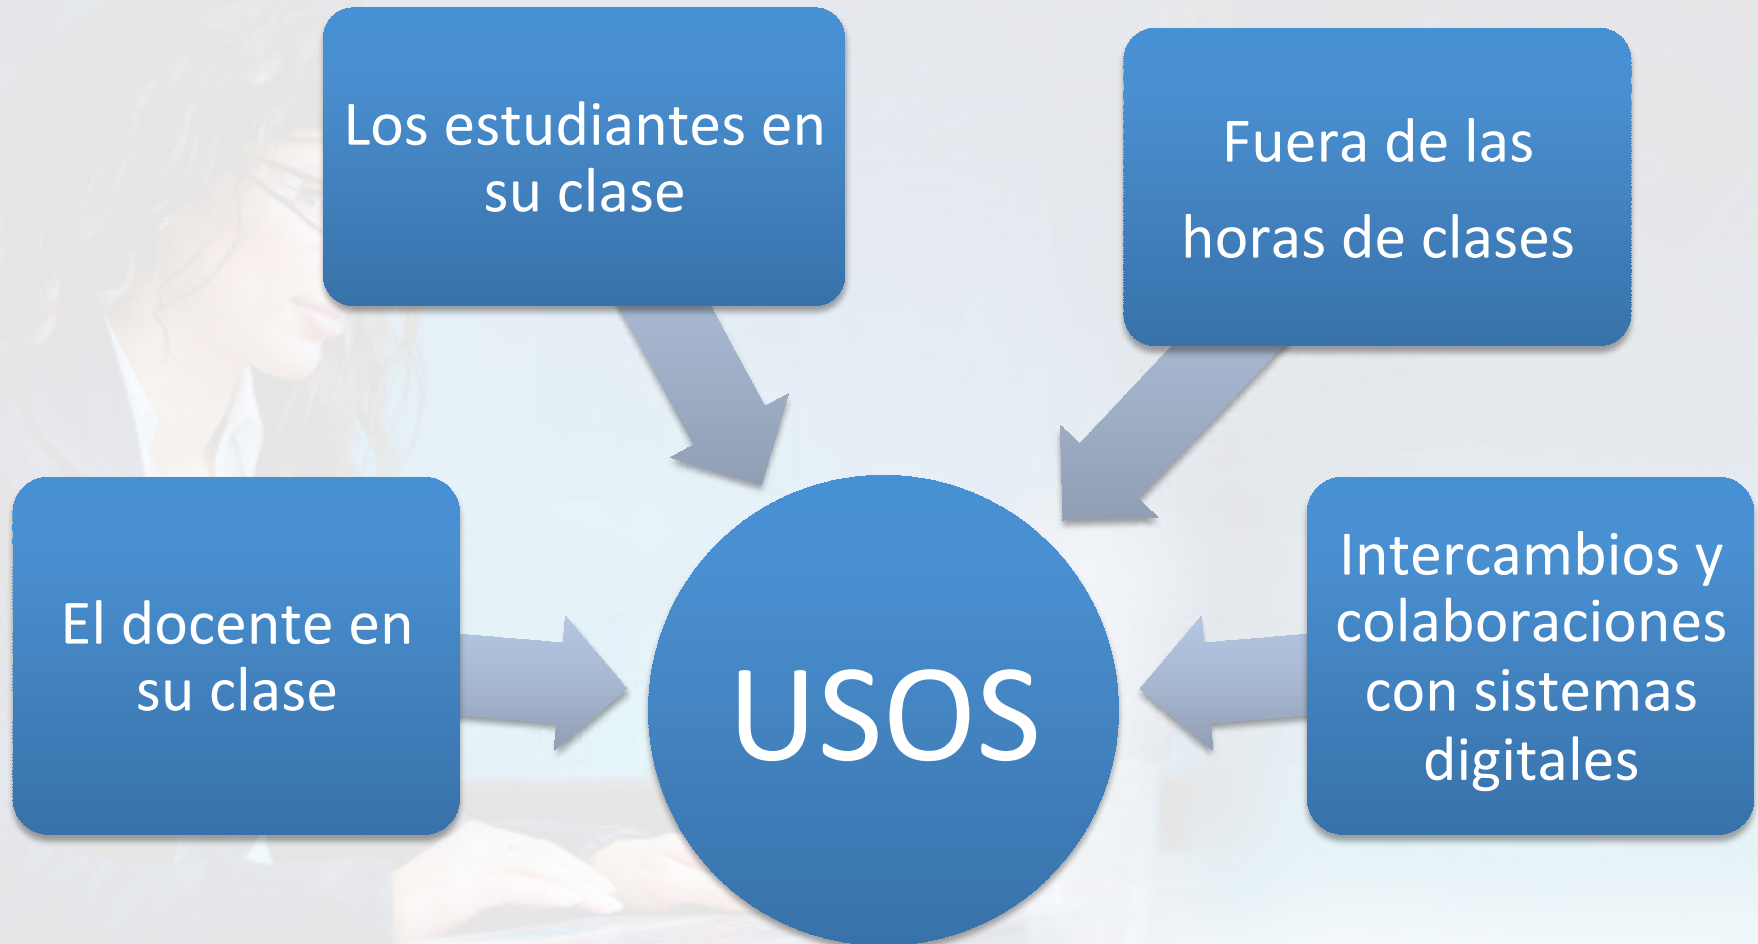 Los estudiantes en
su clase
Fuera de las
horas de clases
El docente en
su clase
USOS
Intercambios y
colaboraciones
con sistemas
digitales